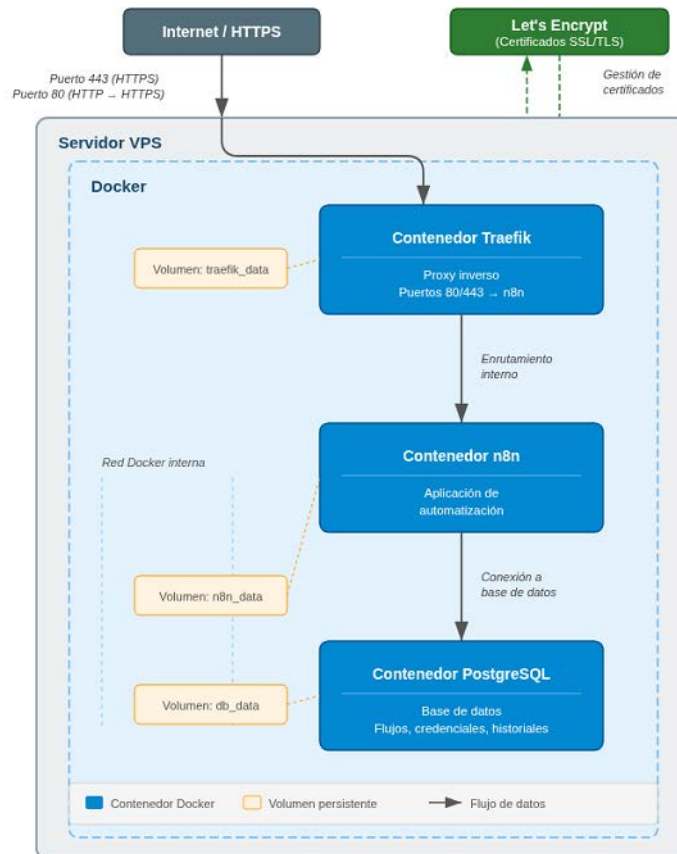 Internet / HTTPS
Let's Encrypt
(Certificados SSL/TLS)
Puerto 443 (HTTPS)
Puerto 80 (HTTP → HTTPS)
Gestión de
certificados
Servidor VPS
Docker
Contenedor Traefik
Proxy inverso
Puertos 80/443 → n8n
Volumen: traefik_data
Enrutamiento
interno
Red Docker interna
Contenedor n8n
Aplicación de
automatización
Volumen: n8n_data
Conexión a
base de datos
Contenedor PostgreSQL
Base de datos
Flujos, credenciales, historiales
Volumen: db_data
Contenedor Docker
Volumen persistente
Flujo de datos